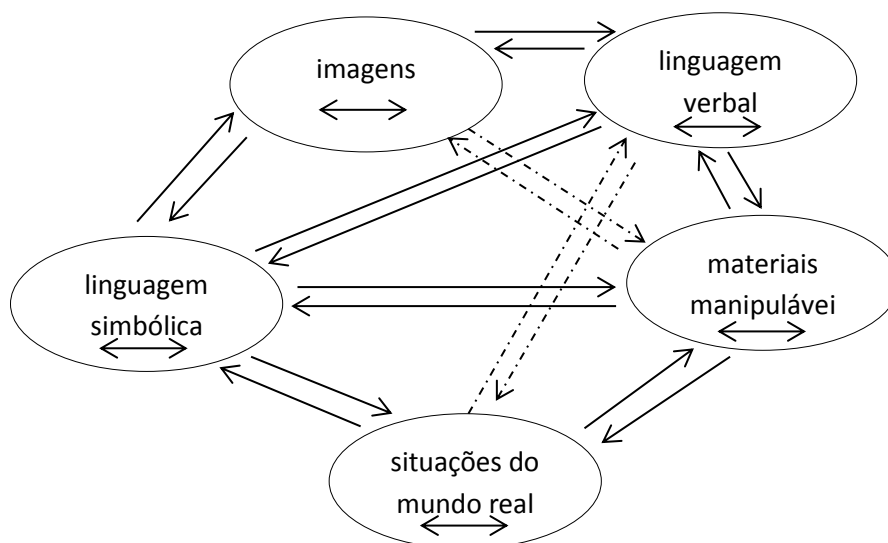 imagens
linguagem
verbal
linguagem
simbólica
materiais
manipulávei
situações do
mundo real